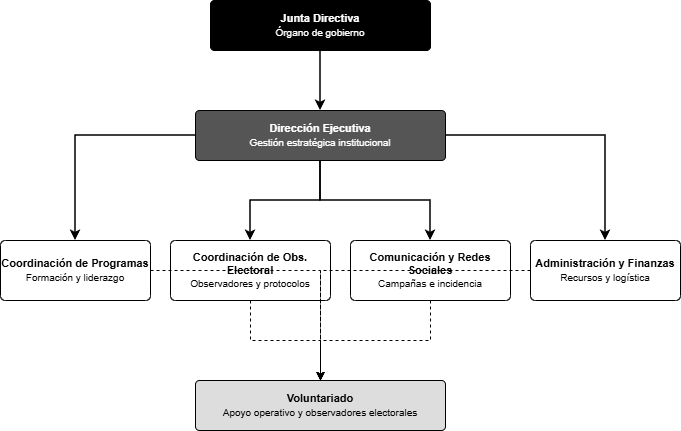 Junta Directiva
Órgano de gobierno
Dirección Ejecutiva
Gestión estratégica institucional
Coordinación de Programas
Formación y liderazgo
Coordinación de Obs.
Electoral
Observadores y protocolos
Comunicación y Redes
Sociales
Campañas e incidencia
Administración y Finanzas
Recursos y logística
Voluntariado
Apoyo operativo y observadores electorales